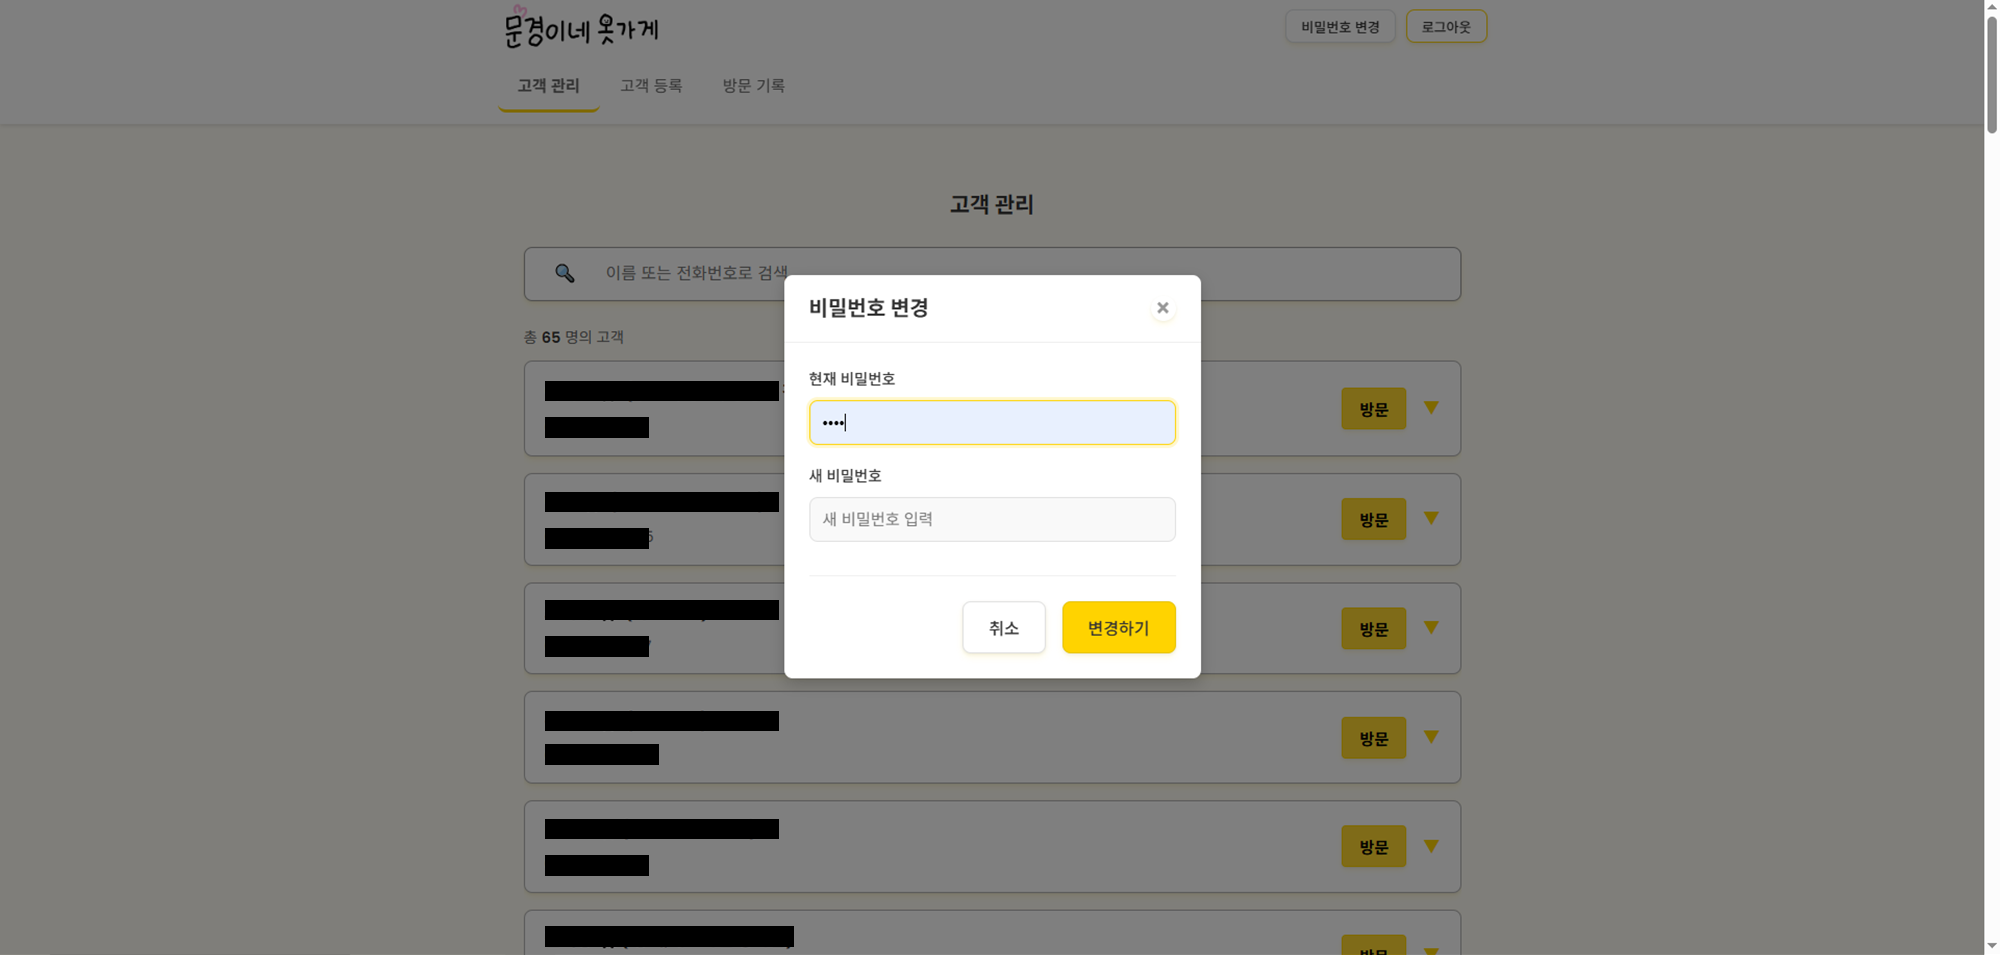 문경이네 옷가게
비밀번호 변경
로그아웃
고객 관리
고객 등록
방문 기록
고객 관리
이름 또는 전화번호로 검색
총 65 명의 고객
방문
방문
방문
방문
방문
방문
비밀번호 변경
×
현재 비밀번호
••••
새 비밀번호
새 비밀번호 입력
취소
변경하기